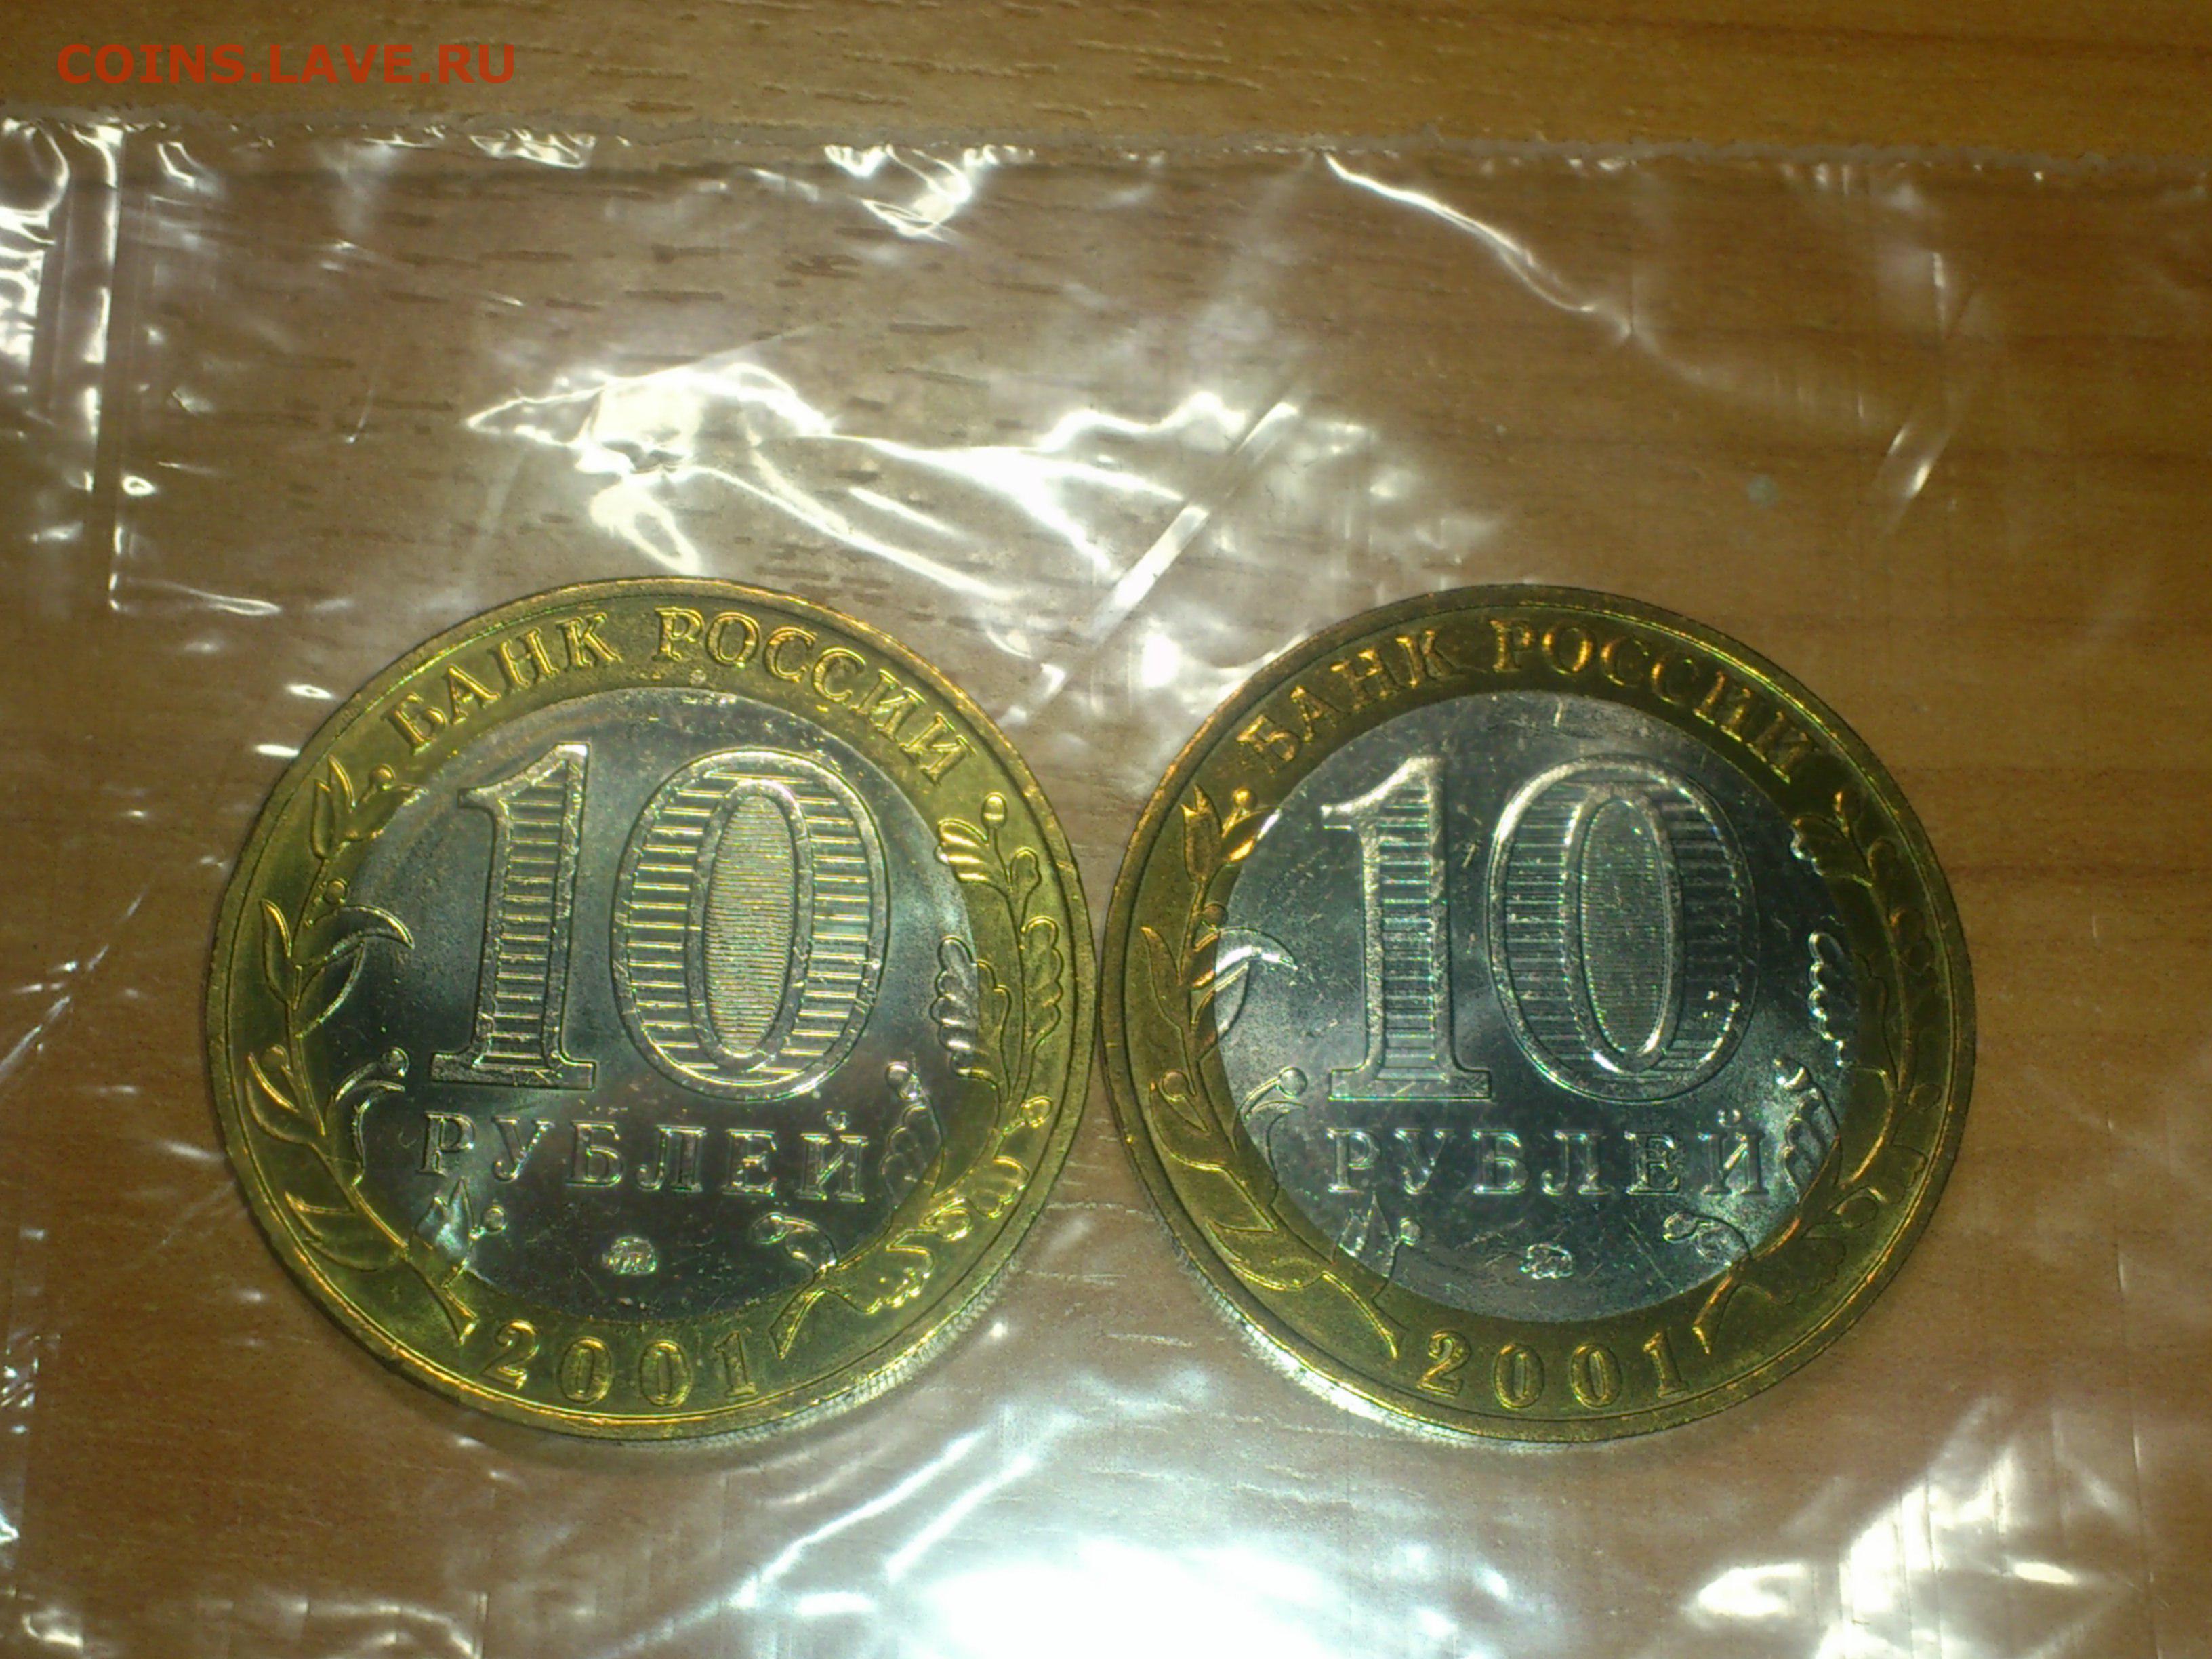 COINS.LAVE.RU
БАНК РОССИИ
10
РУБЛЕЙ
2001
БАНК РОССИИ
10
РУБЛЕЙ
2001